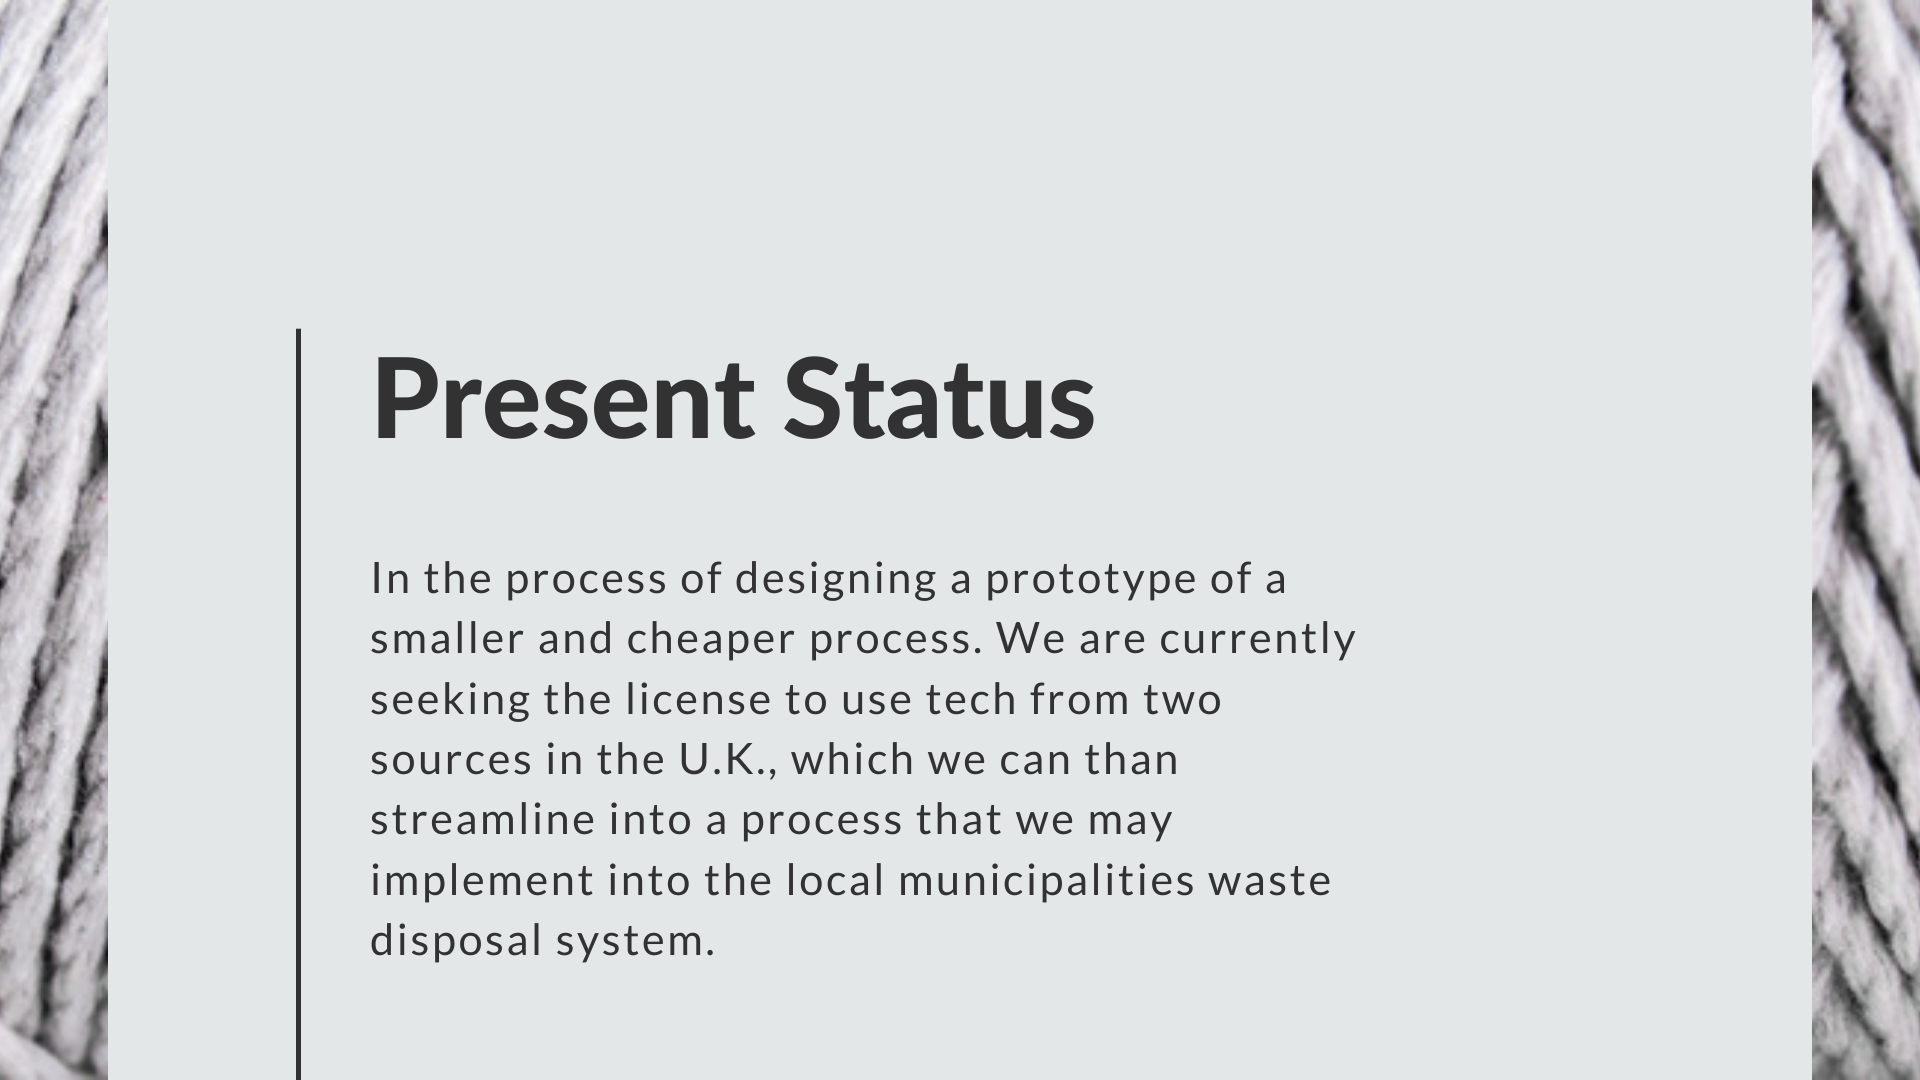 Present Status
In the process of designing a prototype of a
smaller and cheaper process. We are currently
seeking the license to use tech from two
sources in the U.K., which we can than
streamline into a process that we may
implement into the local municipalities waste
disposal system.